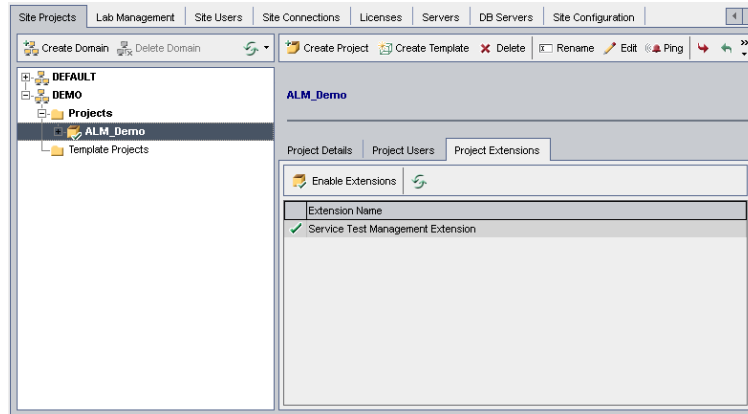 Site Projects Lab Management Site Users Site Connections Licenses Servers DB Servers Site Configuration
Create Domain Delete Domain Create Project Create Template Delete Rename Edit Ping
DEFAULT
DEMO
Projects
ALM_Demo
Template Projects
ALM_Demo
Project Details Project Users Project Extensions
Enable Extensions
Extension Name
Service Test Management Extension